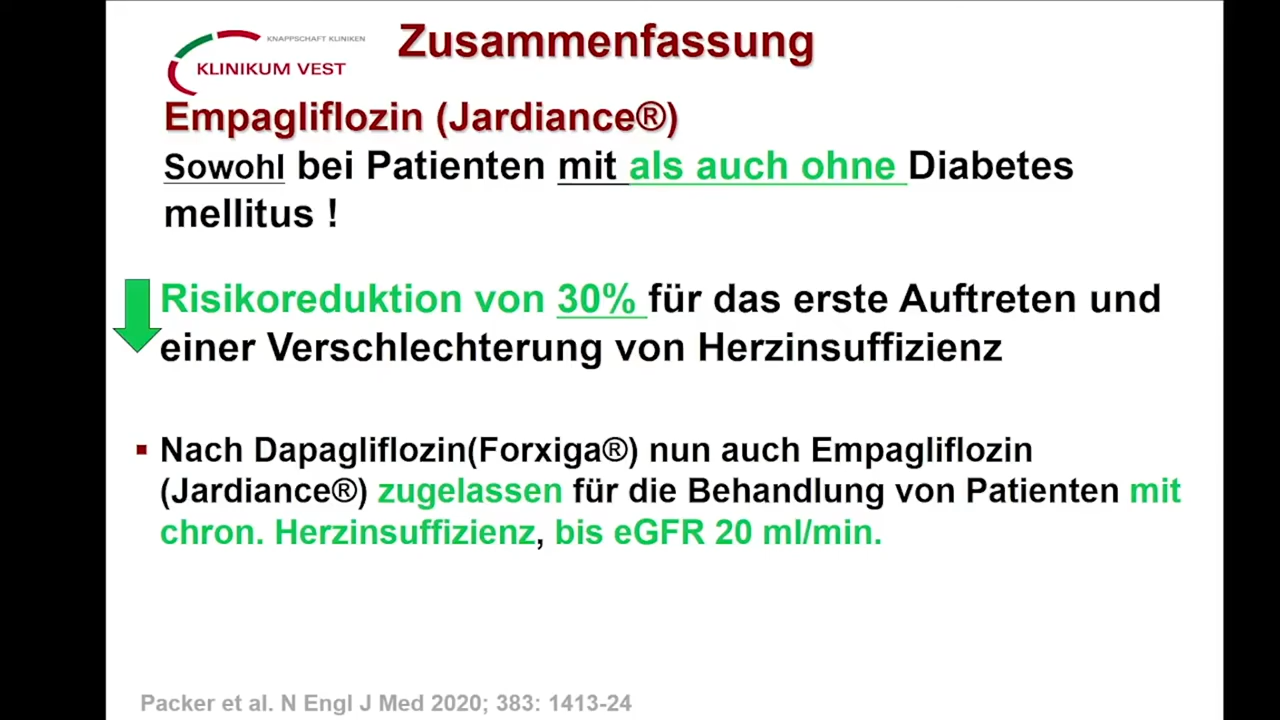 KNAPPSCHAFT KLINIKEN
KLINIKUM VEST
Zusammenfassung
Empagliflozin (Jardiance®)
Sowohl bei Patienten mit als auch ohne Diabetes
mellitus !
Risikoreduktion von 30% für das erste Auftreten und
einer Verschlechterung von Herzinsuffizienz
▪ Nach Dapagliflozin(Forxiga®) nun auch Empagliflozin
(Jardiance®) zugelassen für die Behandlung von Patienten mit
chron. Herzinsuffizienz, bis eGFR 20 ml/min.
Packer et al. N Engl J Med 2020; 383: 1413-24